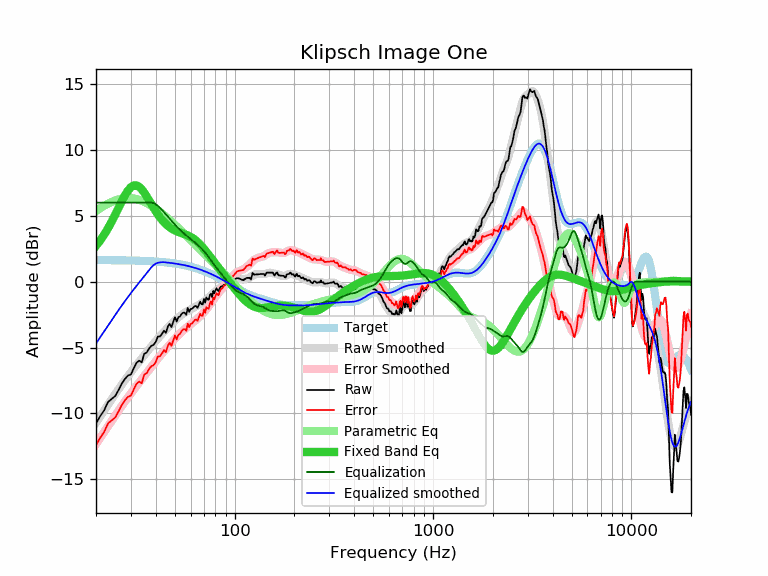 Klipsch Image One
15
10
5
0
−5
−10
−15
Amplitude (dBr)
Target
Raw Smoothed
Error Smoothed
Raw
Error
Parametric Eq
Fixed Band Eq
Equalization
Equalized smoothed
100
1000
10000
Frequency (Hz)